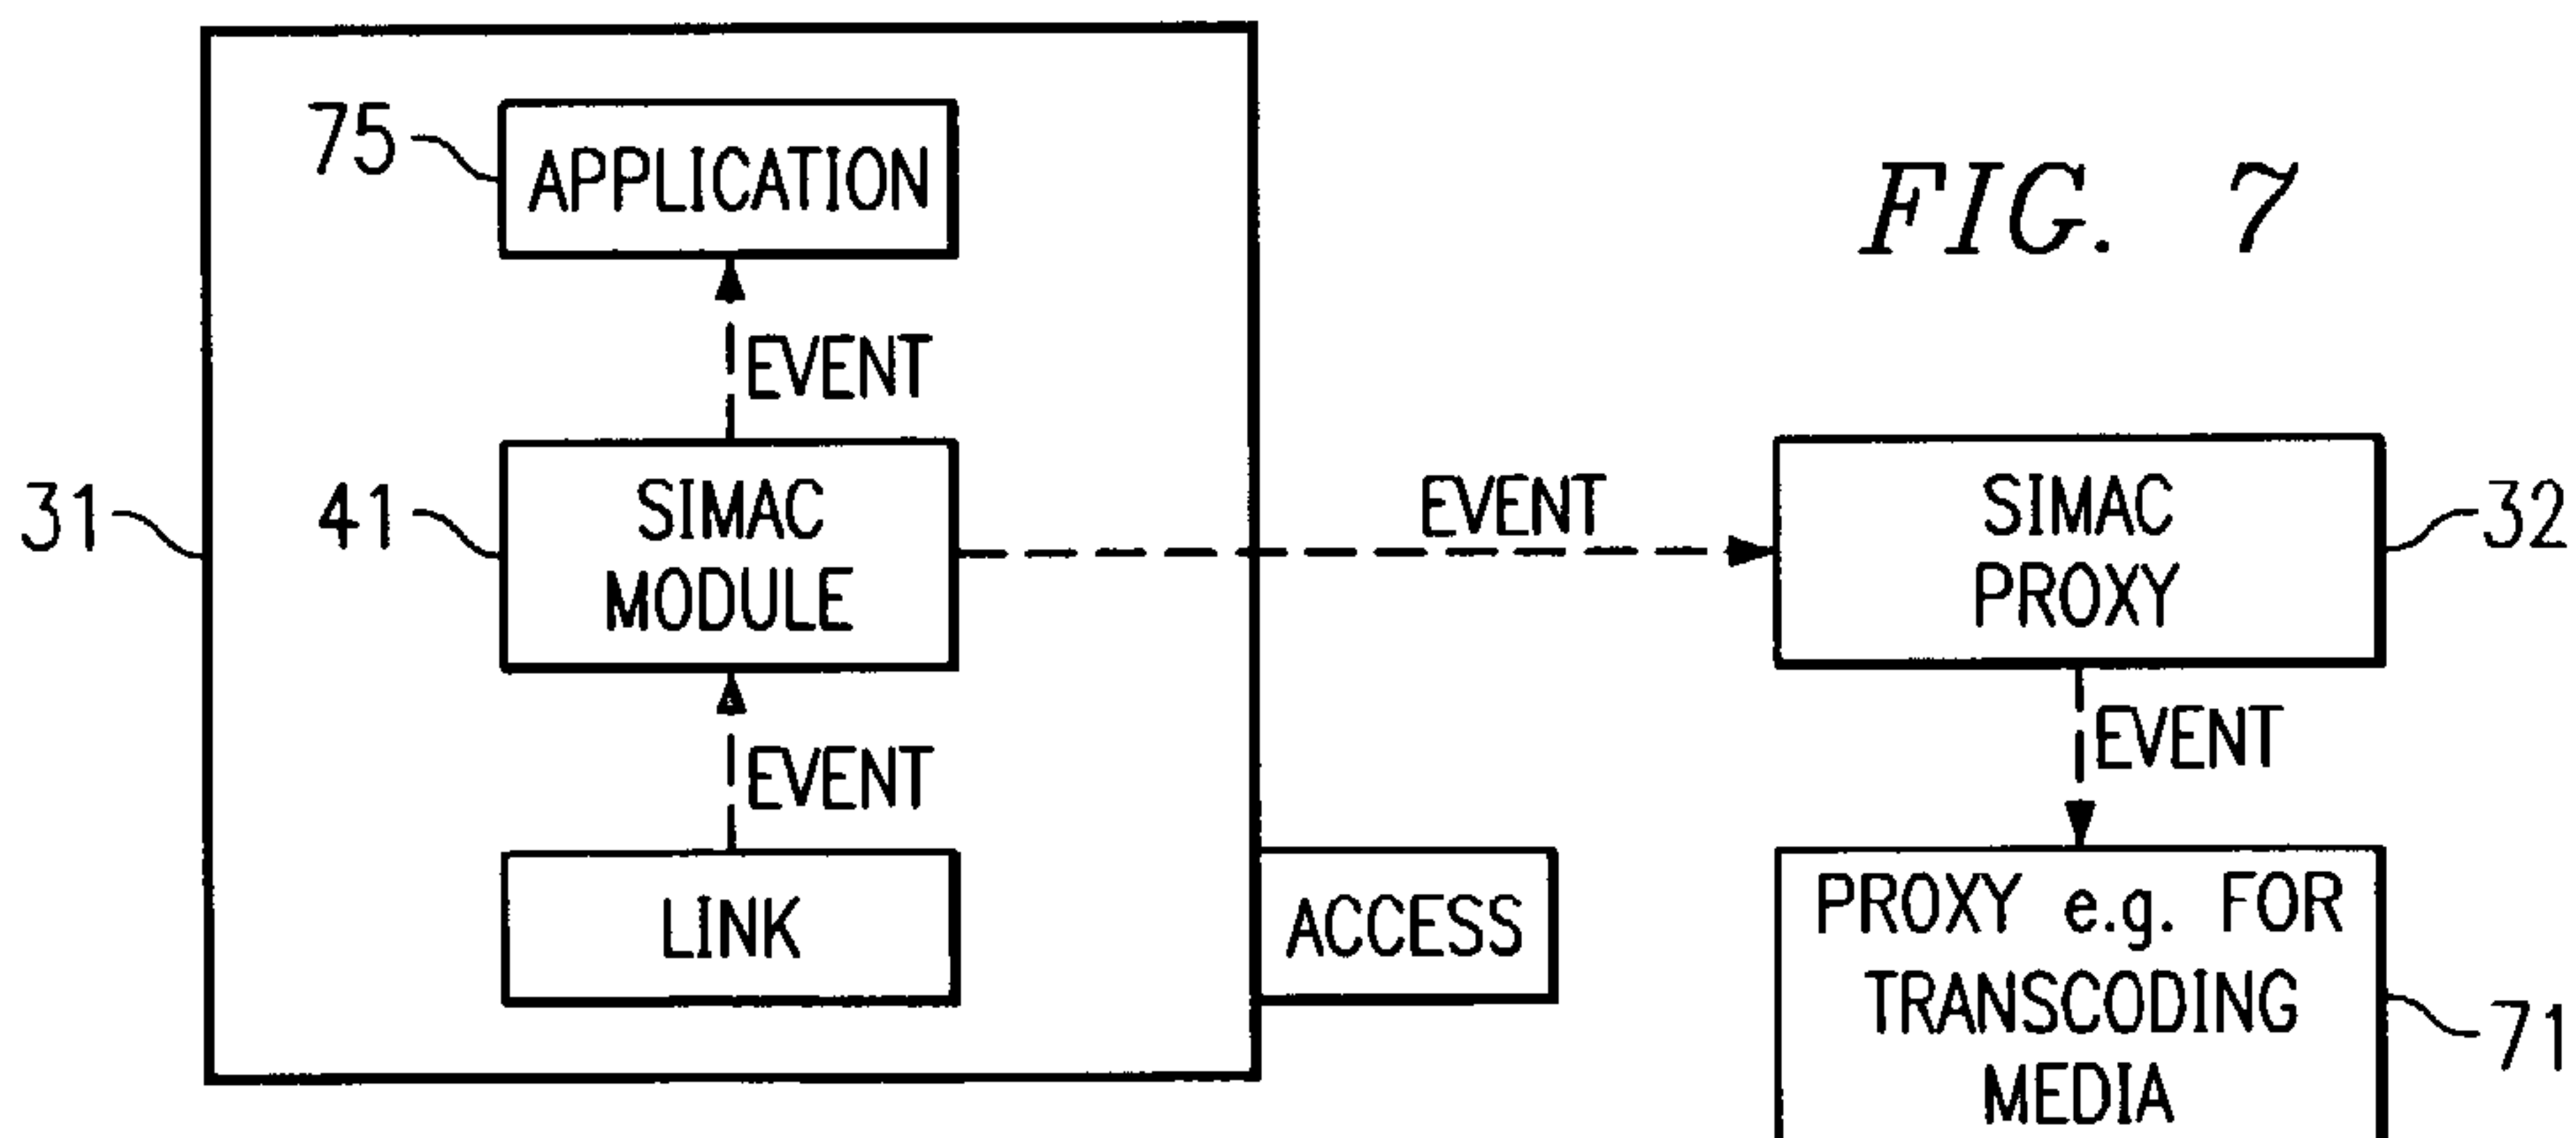 75
APPLICATION
FIG. 7
EVENT
31
41
SIMAC
MODULE
EVENT
SIMAC
PROXY
32
EVENT
EVENT
LINK
ACCESS
PROXY e.g. FOR
TRANSCODING
MEDIA
71